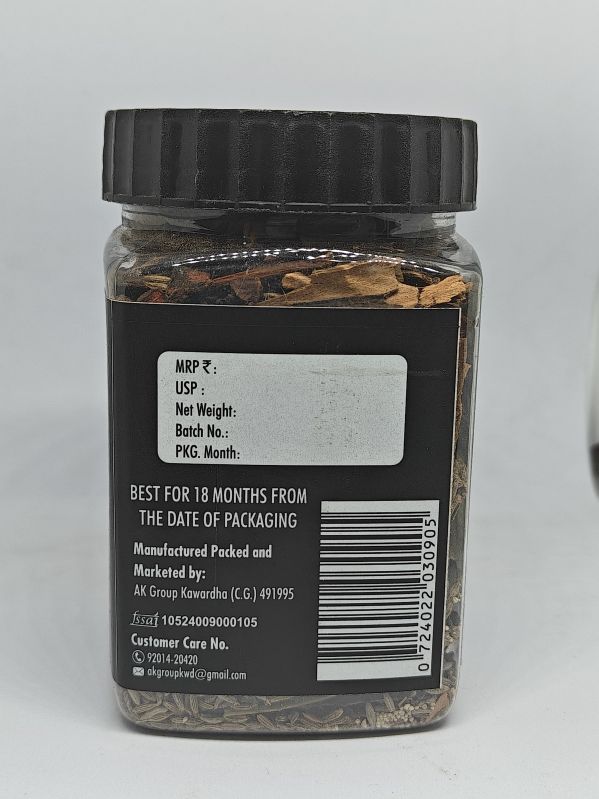 MRP ₹ :
USP :
Net Weight:
Batch No.:
PKG. Month:
BEST FOR 18 MONTHS FROM
THE DATE OF PACKAGING
Manufactured Packed and
Marketed by:
AK Group Kawardha (C.G.) 491995
fssai 10524009000105
Customer Care No.
92014-20420
akgroupkwd@gmail.com
0 724022 030905